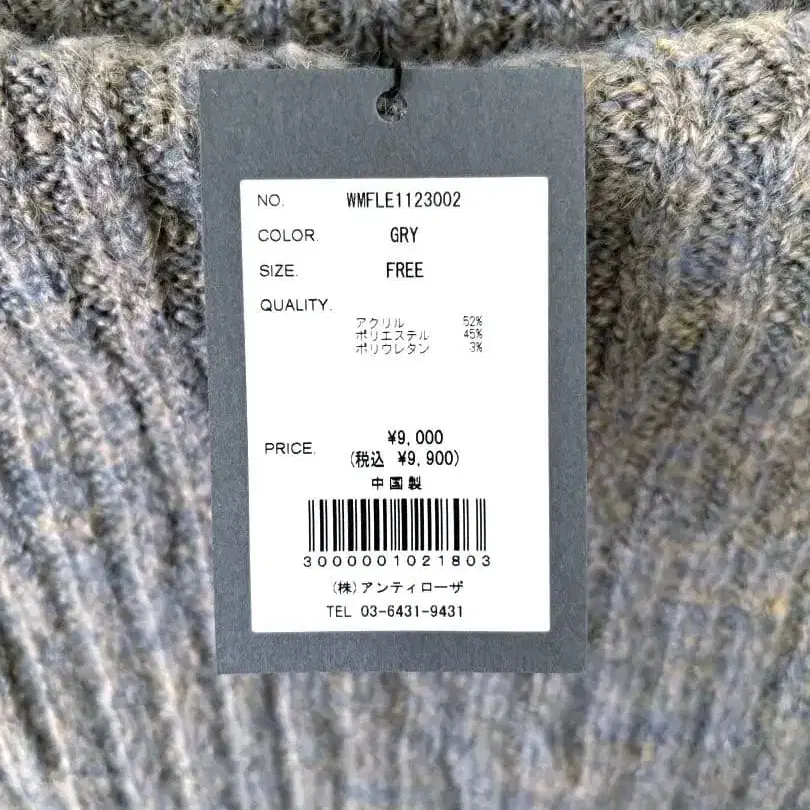 NO. WMFLE1123002
COLOR. GRY
SIZE. FREE
QUALITY.
アクリル 52%
ポリエステル 45%
ポリウレタン 3%
PRICE. ¥9,000
(税込 ¥9,900)
中国製
3000001021803
(株)アンティローザ
TEL 03-6431-9431